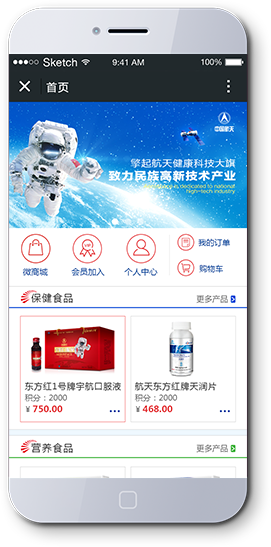 Sketch 9:41 AM 100%
首页
中国航天
擎起航天健康科技大旗
致力民族高新技术产业
dedicated to national
high-tech industry
微商城 会员加入 个人中心
我的订单
购物车
VIP
保健食品 更多产品
东方红1号牌宇航口服液 航天东方红牌天润片
积分：2000 积分：2000
¥ 750.00 ¥ 468.00
营养食品 更多产品